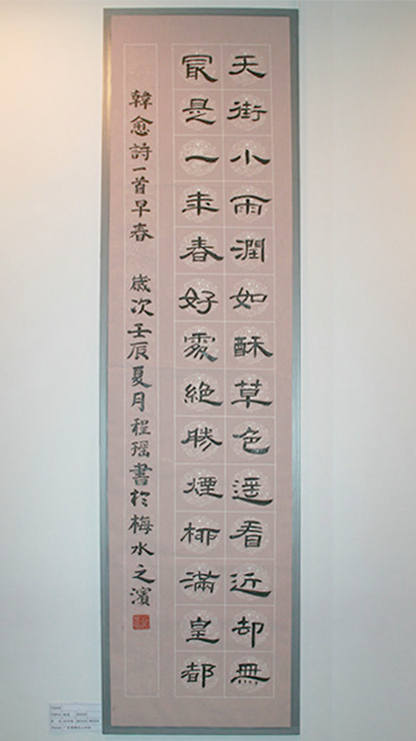 天街小雨潤如酥草色遥看近却無
最是一年春好處絶勝煙柳滿皇都
韓愈詩一首早春 歲次壬辰夏月程瑶書於梅水之濱